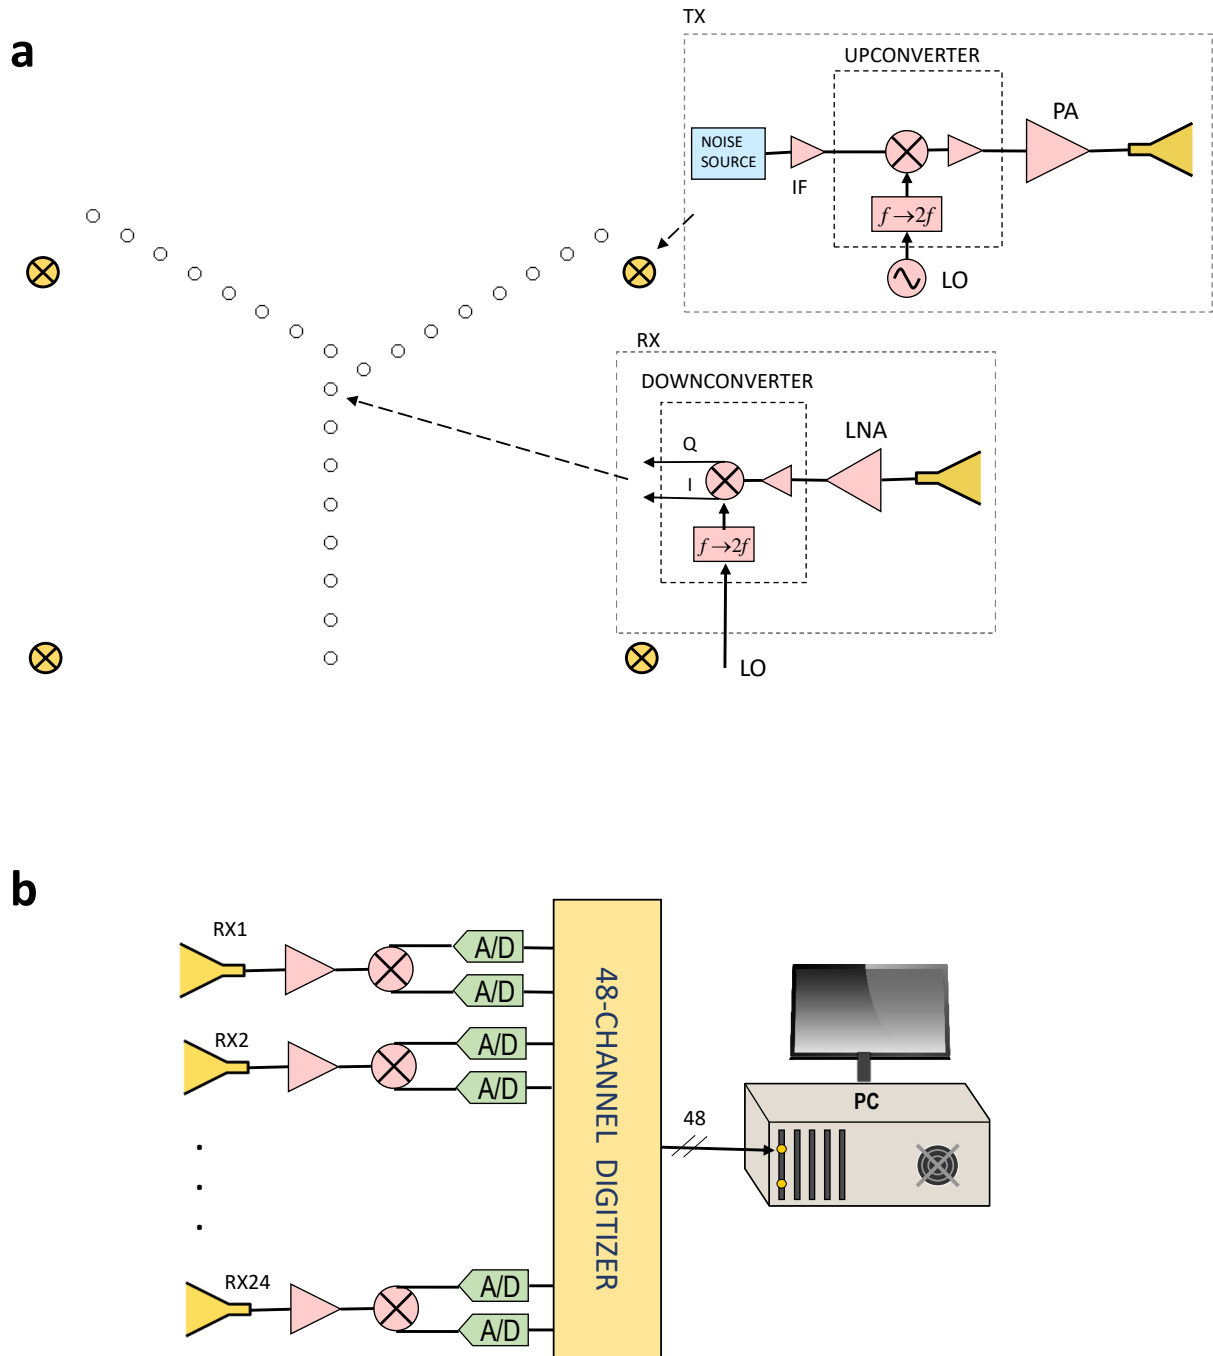 a
TX
UPCONVERTER
PA
NOISE
SOURCE
IF
f→2f
LO
RX
DOWNCONVERTER
LNA
Q
I
f→2f
LO
b
RX1
A/D
A/D
RX2
A/D
A/D
48-CHANNEL DIGITIZER
48
PC
.
.
.
RX24
A/D
A/D